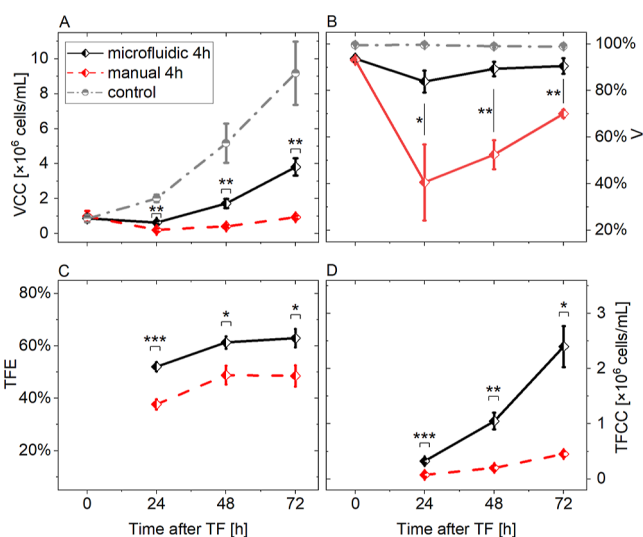 A
B
microfluidic 4h
manual 4h
control
VCC [×10⁶ cells/mL]
10
8
6
4
2
0
**
**
**
*
**
**
100%
80%
60%
40%
20%
V
C
D
TFE
80%
60%
40%
20%
***
*
*
***
**
*
3
2
1
0
TFCC [×10⁶ cells/mL]
0 24 48 72
0 24 48 72
Time after TF [h]
Time after TF [h]